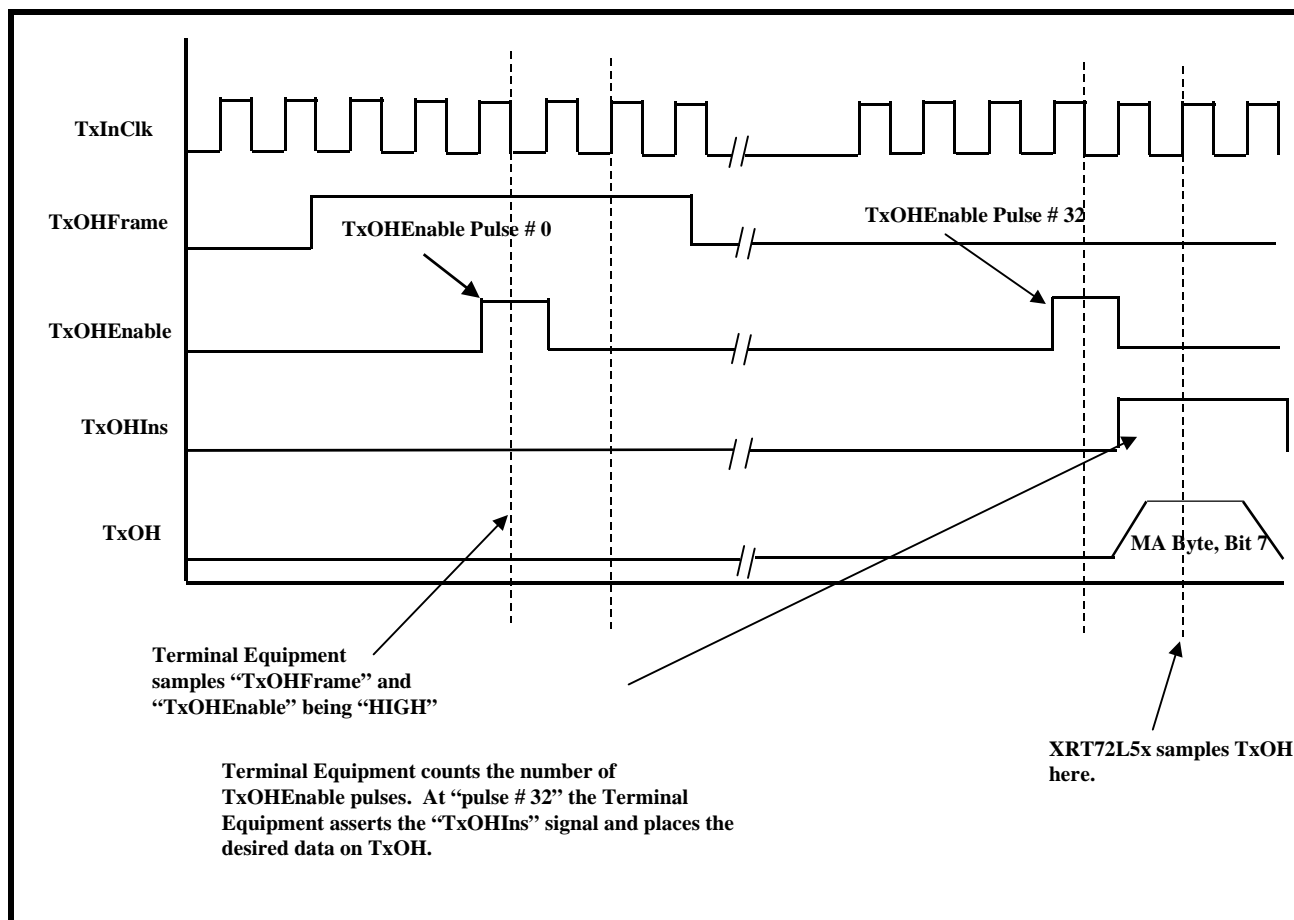 TxInClk
TxOHFrame
TxOHEnable Pulse # 0
TxOHEnable Pulse # 32
TxOHEnable
TxOHIns
TxOH
MA Byte, Bit 7
Terminal Equipment
samples “TxOHFrame” and
“TxOHEnable” being “HIGH”
XRT72L5x samples TxOH
here.
Terminal Equipment counts the number of
TxOHEnable pulses. At “pulse # 32” the Terminal
Equipment asserts the “TxOHIns” signal and places the
desired data on TxOH.